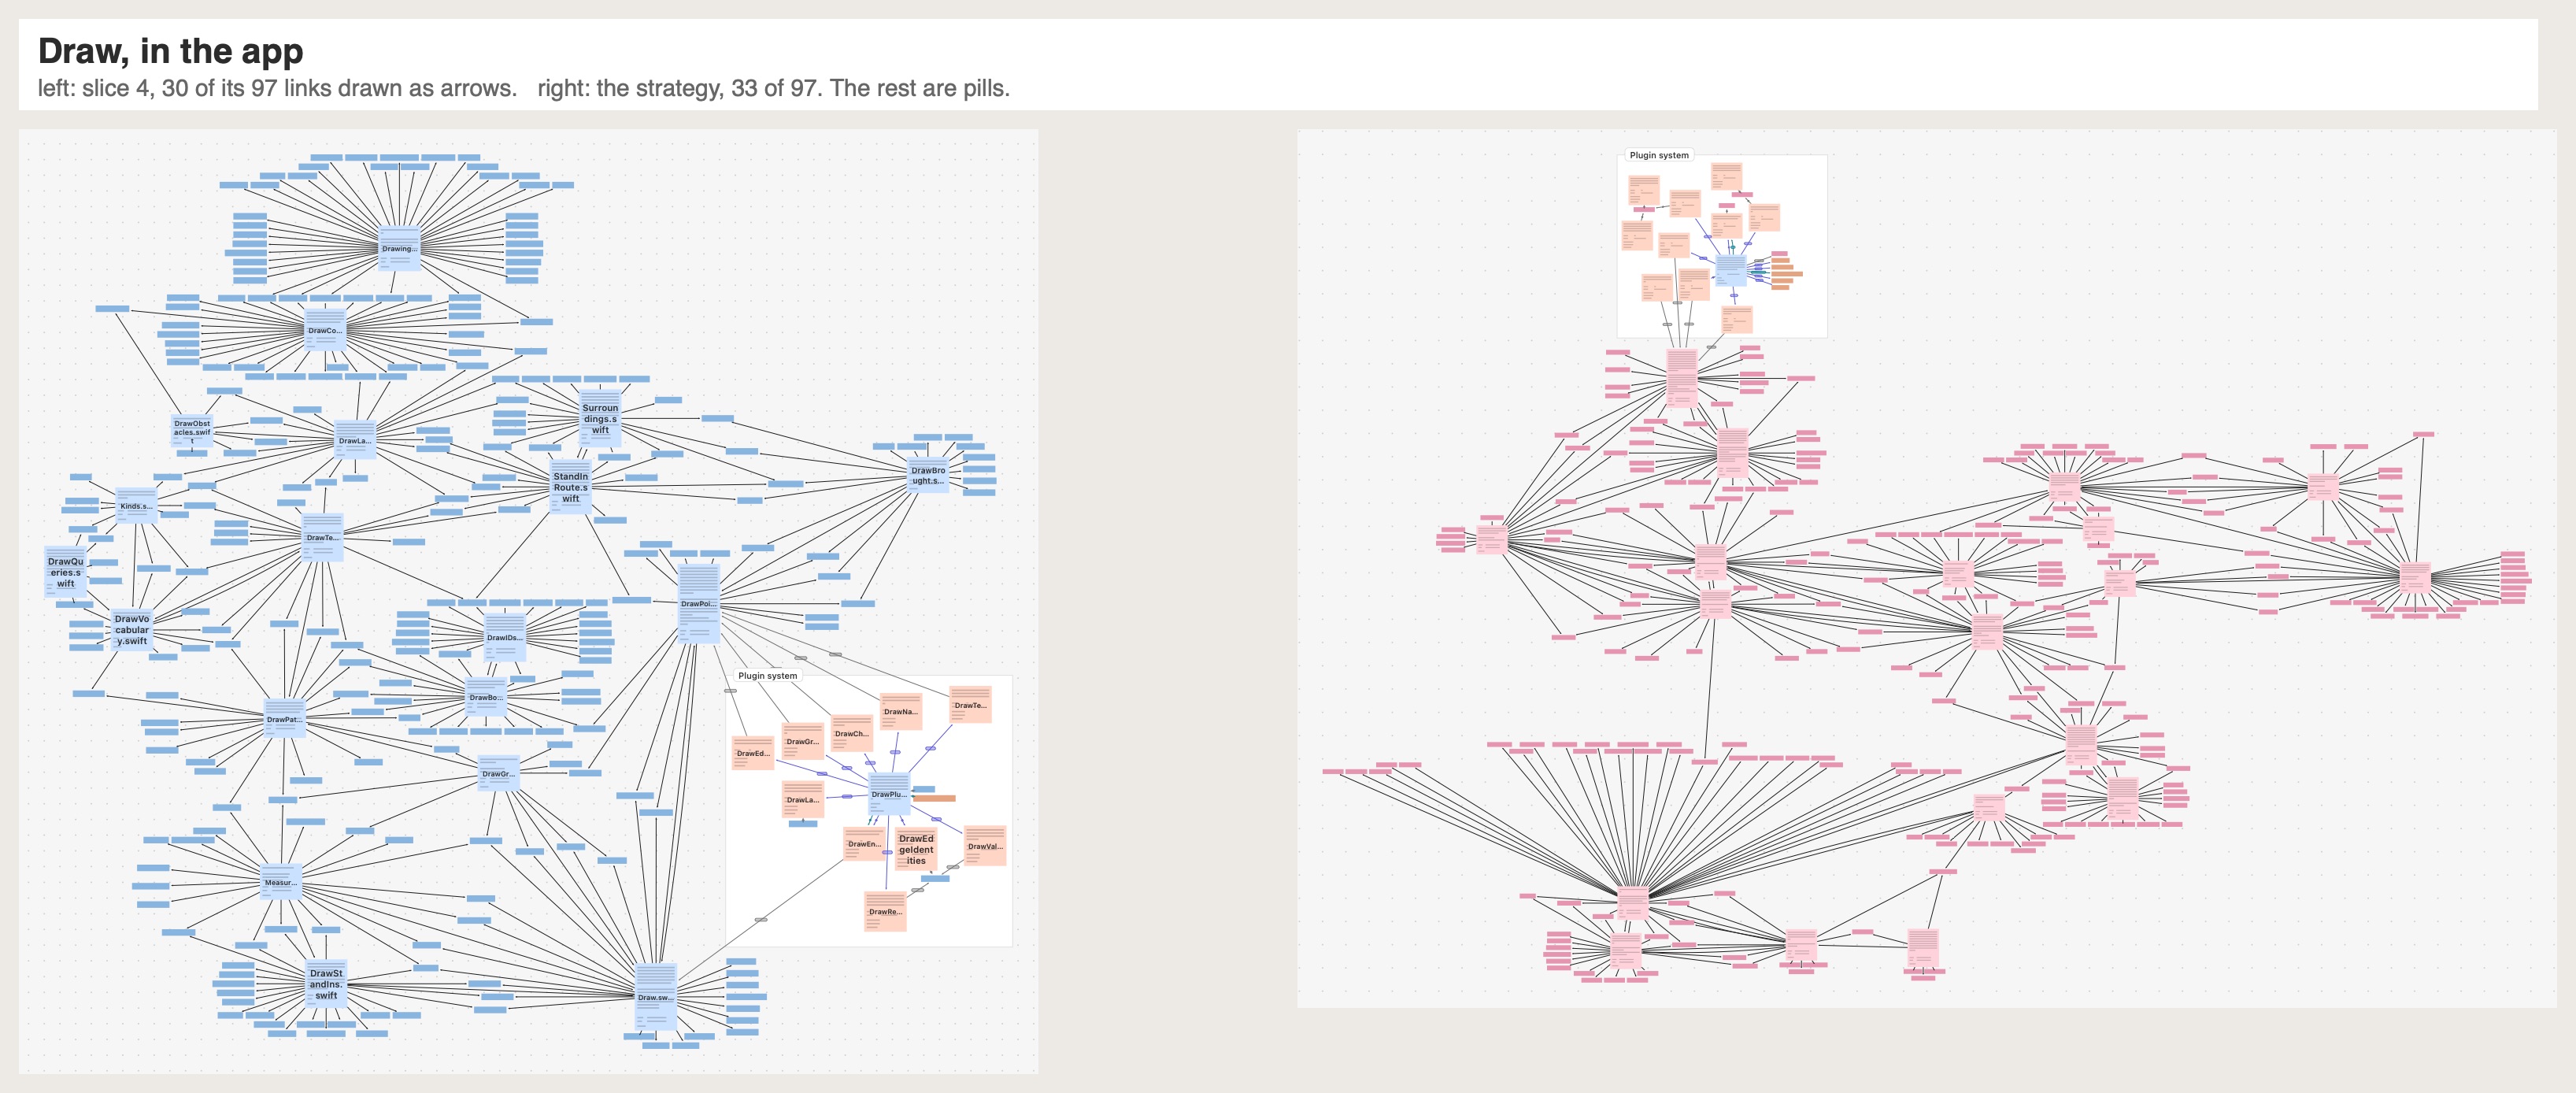 Draw, in the app
left: slice 4, 30 of its 97 links drawn as arrows. right: the strategy, 33 of 97. The rest are pills.
Drawing...
DrawCo...
DrawObst
acles.swif
t
DrawLa...
Surroun
dings.s
wift
StandIn
Route.s
wift
DrawBro
ught.s...
Kinds.s...
DrawTe...
DrawQu
eries.s
wift
DrawVo
cabular
y.swift
DrawIDs...
DrawPoi...
DrawBo...
DrawPat...
DrawGr...
Measur...
DrawSt
andIns.
swift
Draw.sw...
Plugin system
DrawTe...
DrawNa...
DrawCh...
DrawGr...
DrawEd...
DrawPlu...
DrawLa...
DrawEn...
DrawEd
geIdent
ities
DrawVal...
DrawRe...
Plugin system